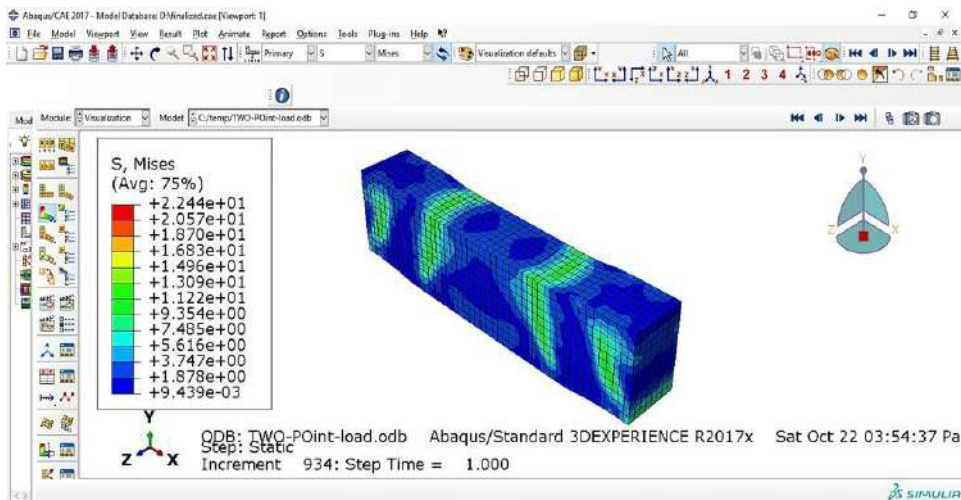 Abaqus/CAE 2017 - Model Database: D:\finalized.cae [Viewport: 1]
File Model Viewport View Result Plot Animate Report Options Tools Plug-ins Help
Primary S Mises Visualization defaults All
1 2 3 4
Mod Module: Visualization Model: C:/temp/TWO-POint-load.odb
S, Mises
(Avg: 75%)
+2.244e+01
+2.057e+01
+1.870e+01
+1.683e+01
+1.496e+01
+1.309e+01
+1.122e+01
+9.354e+00
+7.485e+00
+5.616e+00
+3.747e+00
+1.878e+00
+9.439e-03
Y
Z X
Y
Z X
ODB: TWO-POint-load.odb Abaqus/Standard 3DEXPERIENCE R2017x Sat Oct 22 03:54:37 Pa
Step: Static
Increment 934: Step Time = 1.000
SIMULIA